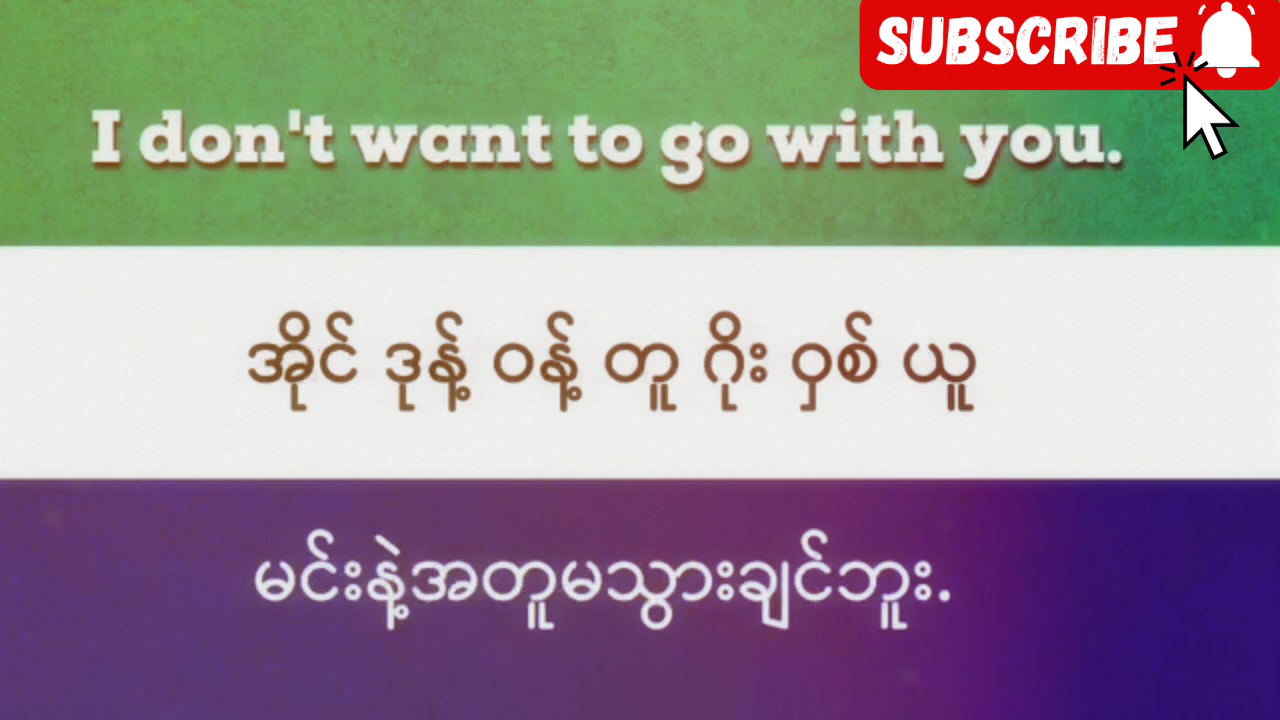 SUBSCRIBE
I don't want to go with you.
အိုင် ဒုန့် ဝန့် တူ ဂိုး ဝှစ် ယူ
မင်းနဲ့အတူမသွားချင်ဘူး.